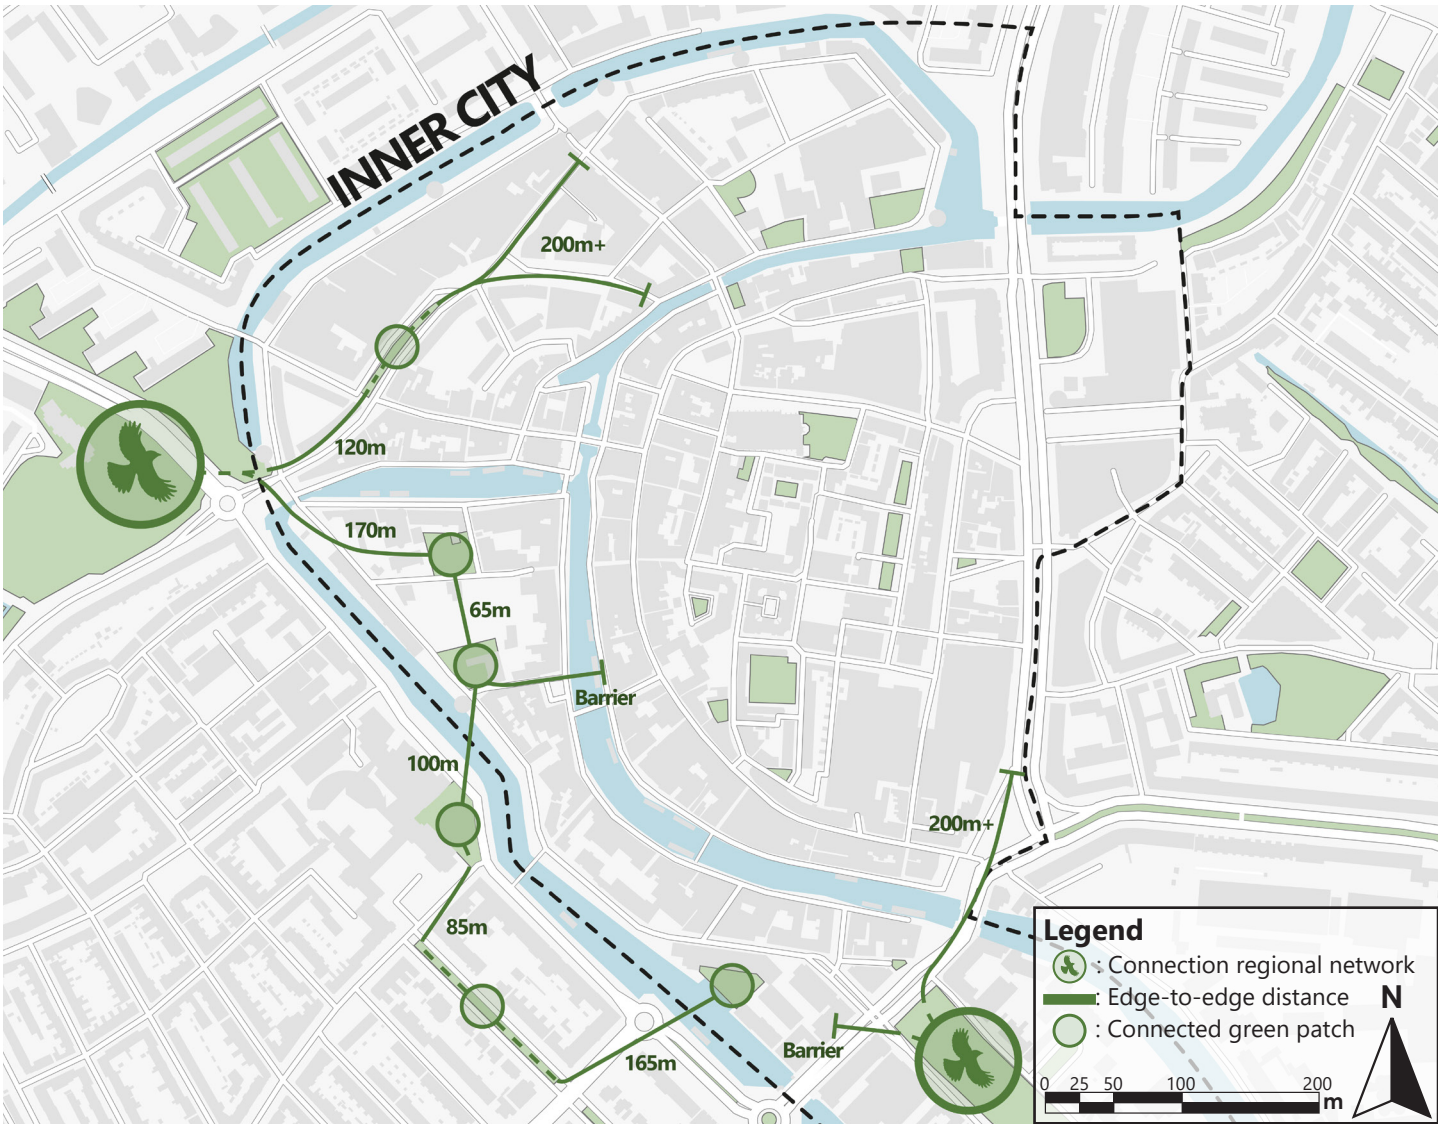 INNER CITY
200m+
120m
170m
65m
Barrier
100m
200m+
85m
165m
Barrier
Legend
: Connection regional network
: Edge-to-edge distance
N
: Connected green patch
0 25 50 100 200
m